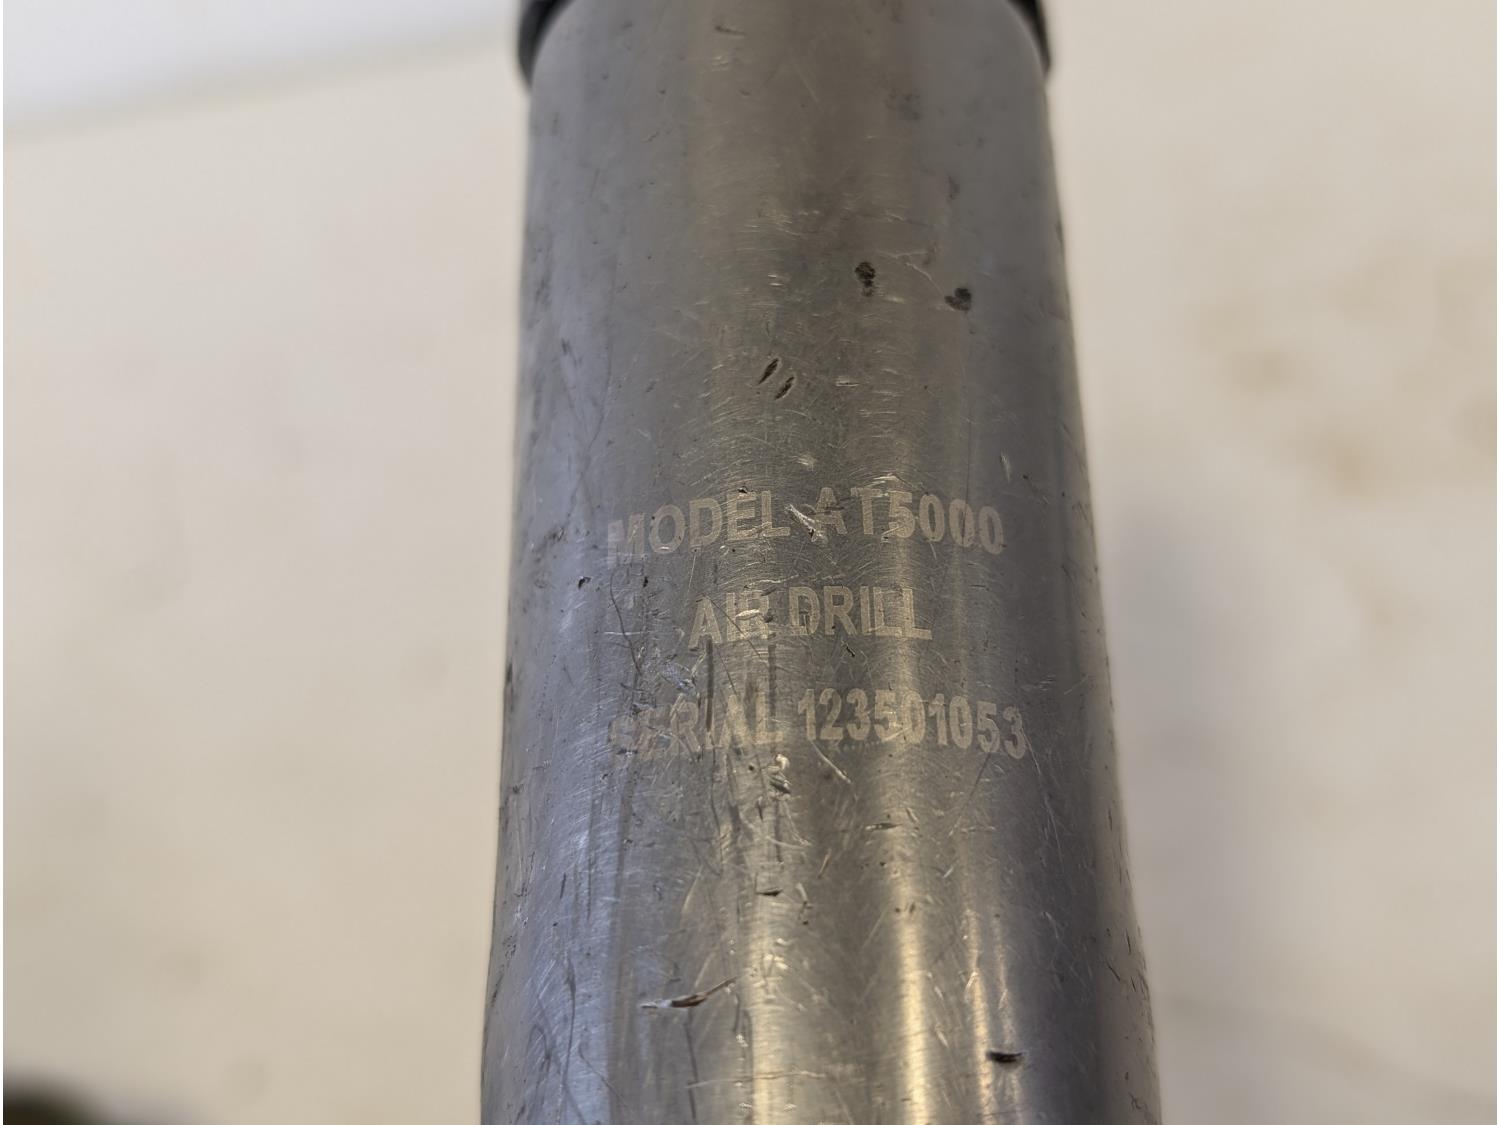 MODEL AT5000
AIR DRILL
SERIAL 123501053